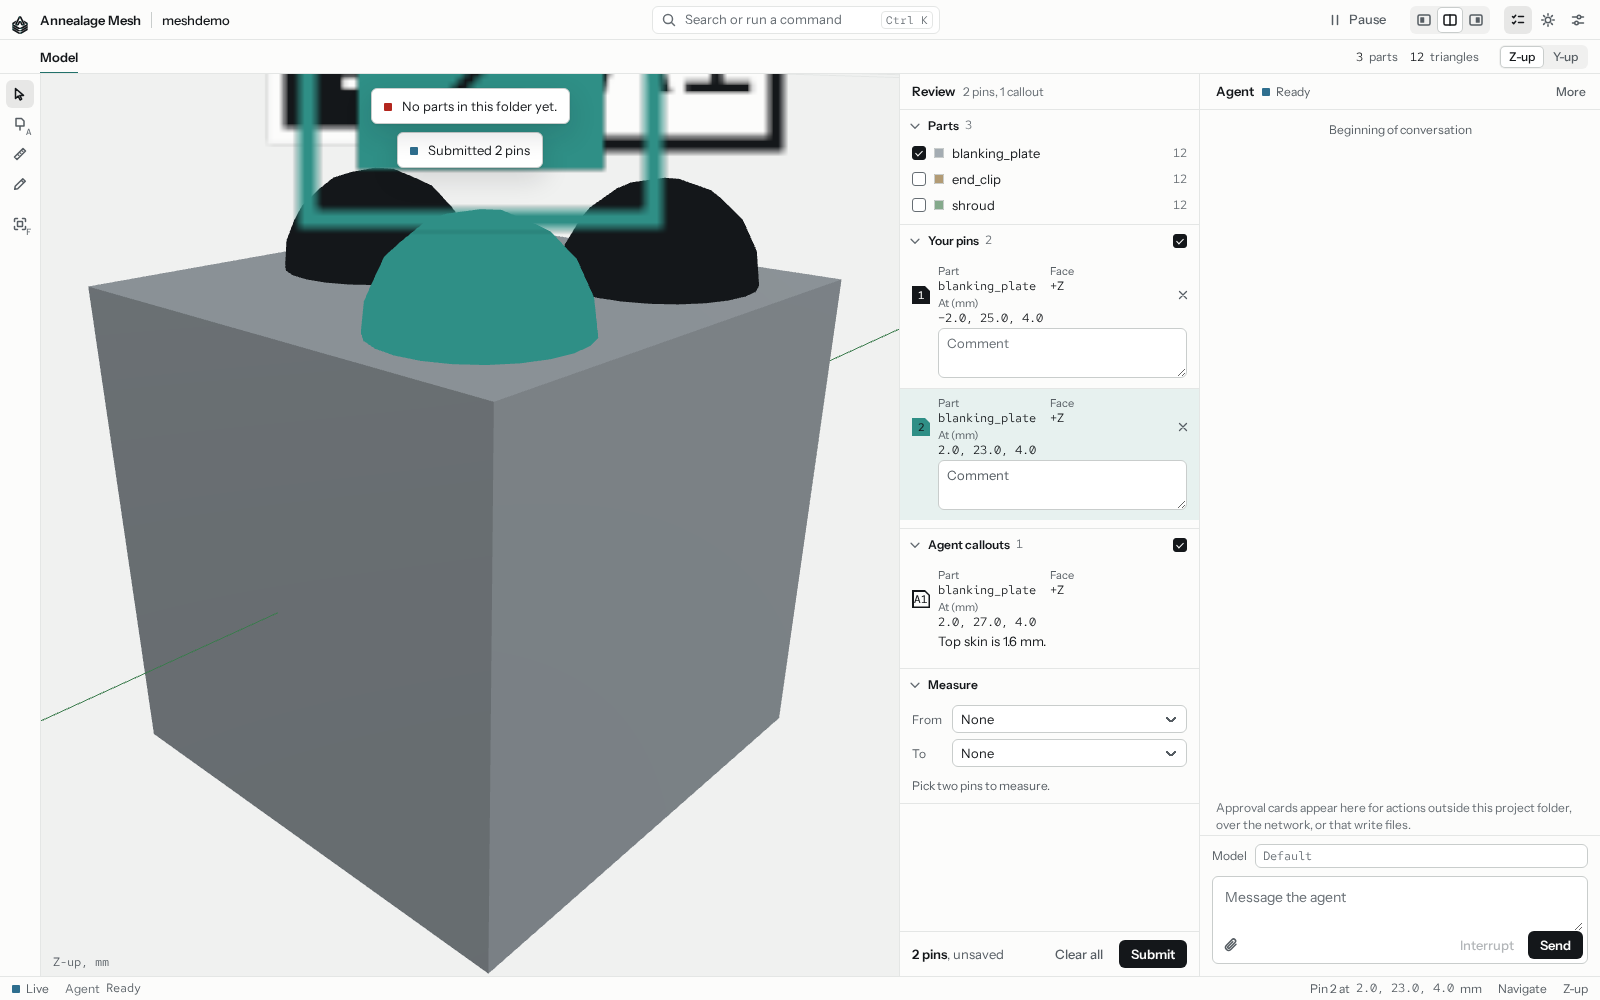 Annealage Mesh
meshdemo
Search or run a command
Ctrl K
Pause
Model
3 parts
12 triangles
Z-up
Y-up
A
F
No parts in this folder yet.
Submitted 2 pins
Z-up, mm
Review
2 pins, 1 callout
Parts 3
blanking_plate 12
end_clip 12
shroud 12
Your pins 2
Part Face
1
blanking_plate +Z
At (mm)
−2.0, 25.0, 4.0
Comment
Part Face
2
blanking_plate +Z
At (mm)
2.0, 23.0, 4.0
Comment
Agent callouts 1
Part Face
A1
blanking_plate +Z
At (mm)
2.0, 27.0, 4.0
Top skin is 1.6 mm.
Measure
From None
To None
Pick two pins to measure.
2 pins, unsaved
Clear all
Submit
Agent
Ready
More
Beginning of conversation
Approval cards appear here for actions outside this project folder,
over the network, or that write files.
Model Default
Message the agent
Interrupt
Send
Live
Agent Ready
Pin 2 at 2.0, 23.0, 4.0 mm
Navigate
Z-up